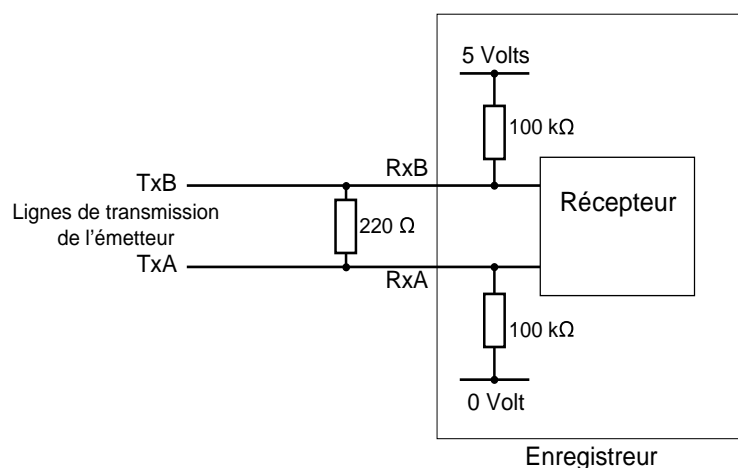 5 Volts
100 kΩ
RxB
TxB
Récepteur
Lignes de transmission
de l'émetteur
220 Ω
TxA
RxA
100 kΩ
0 Volt
Enregistreur